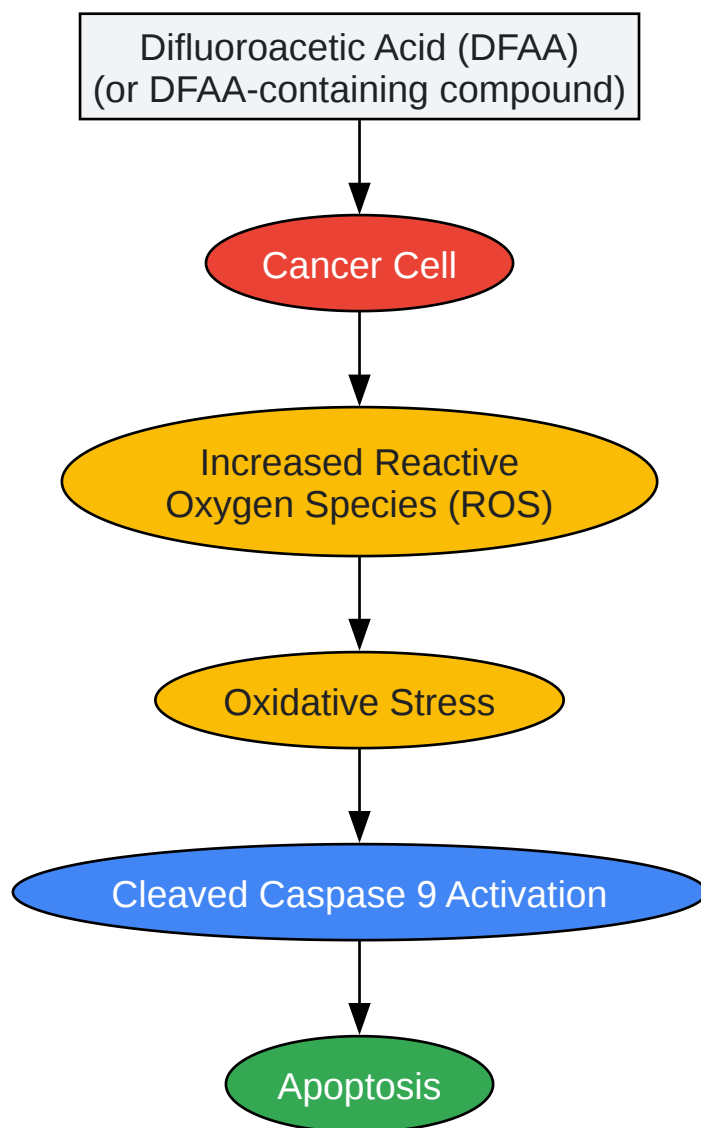 Difluoroacetic Acid (DFAA)
(or DFAA-containing compound)
Cancer Cell
Increased Reactive
Oxygen Species (ROS)
Oxidative Stress
Cleaved Caspase 9 Activation
Apoptosis